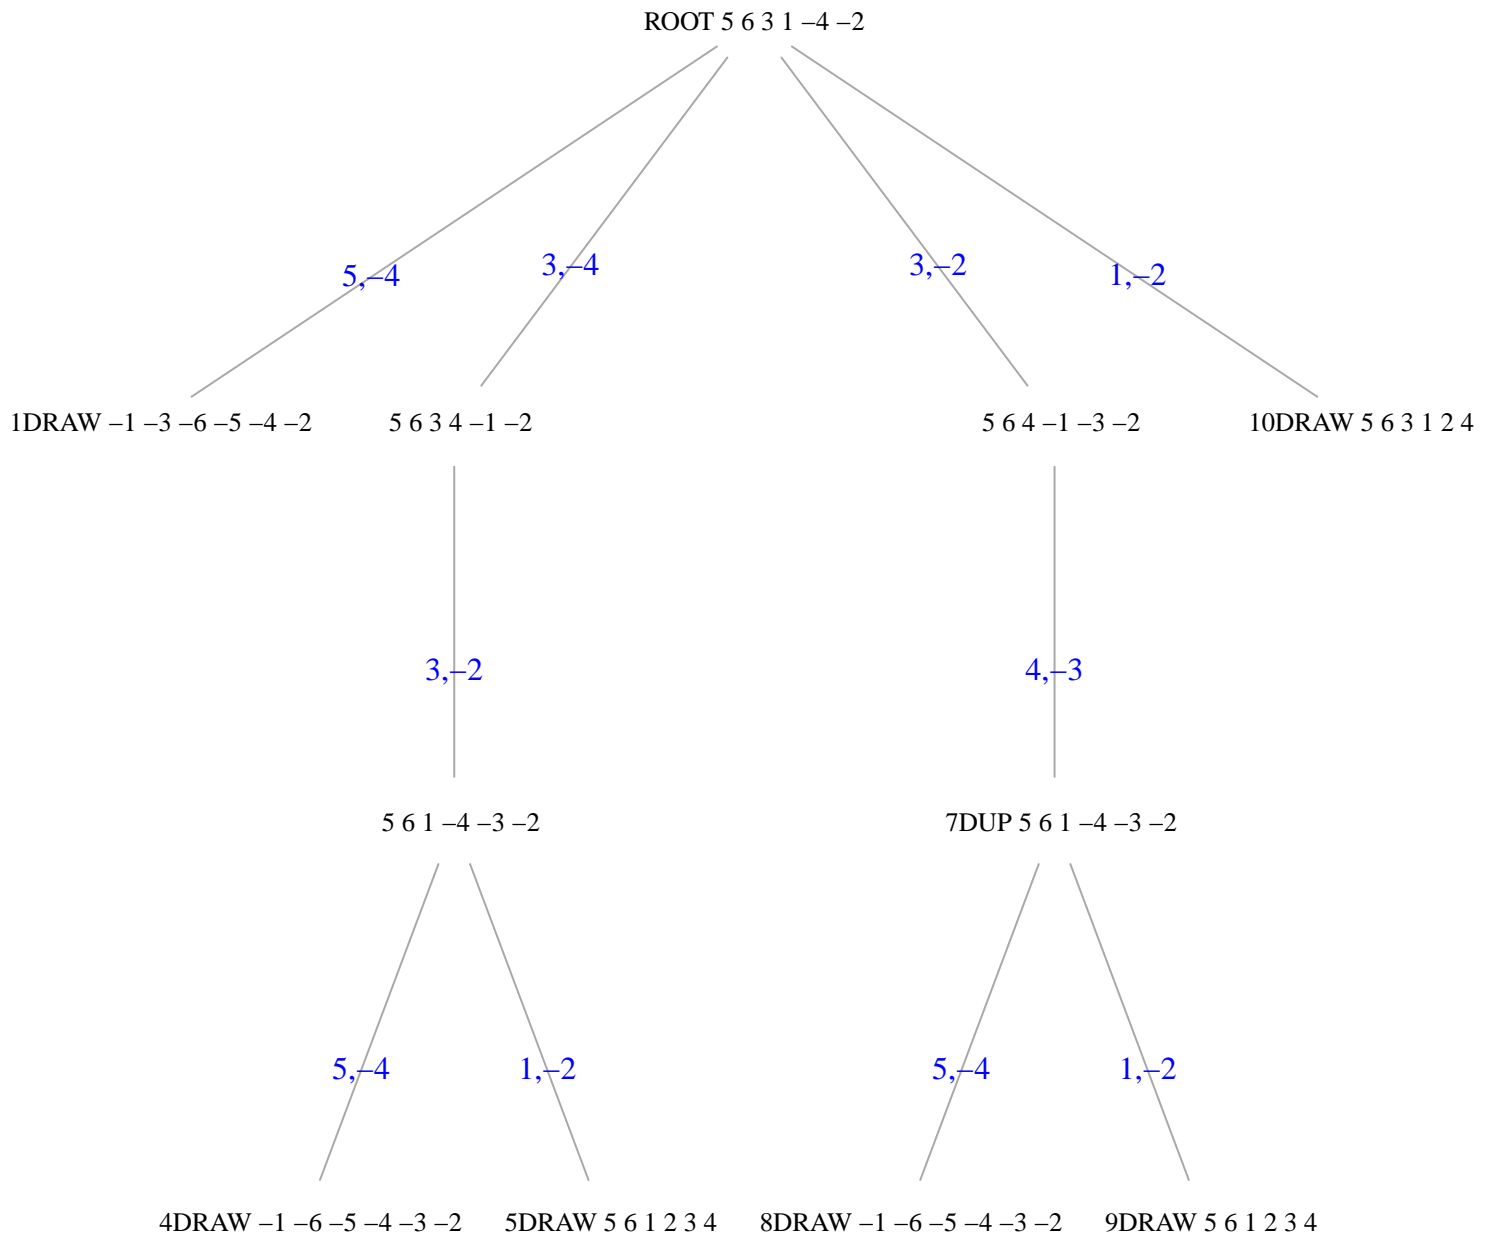 ROOT 5 6 3 1 –4 –2
5,–4
3,–4
3,–2
1,–2
1DRAW –1 –3 –6 –5 –4 –2
5 6 3 4 –1 –2
5 6 4 –1 –3 –2
10DRAW 5 6 3 1 2 4
3,–2
4,–3
5 6 1 –4 –3 –2
7DUP 5 6 1 –4 –3 –2
5,–4
1,–2
5,–4
1,–2
4DRAW –1 –6 –5 –4 –3 –2
5DRAW 5 6 1 2 3 4
8DRAW –1 –6 –5 –4 –3 –2
9DRAW 5 6 1 2 3 4